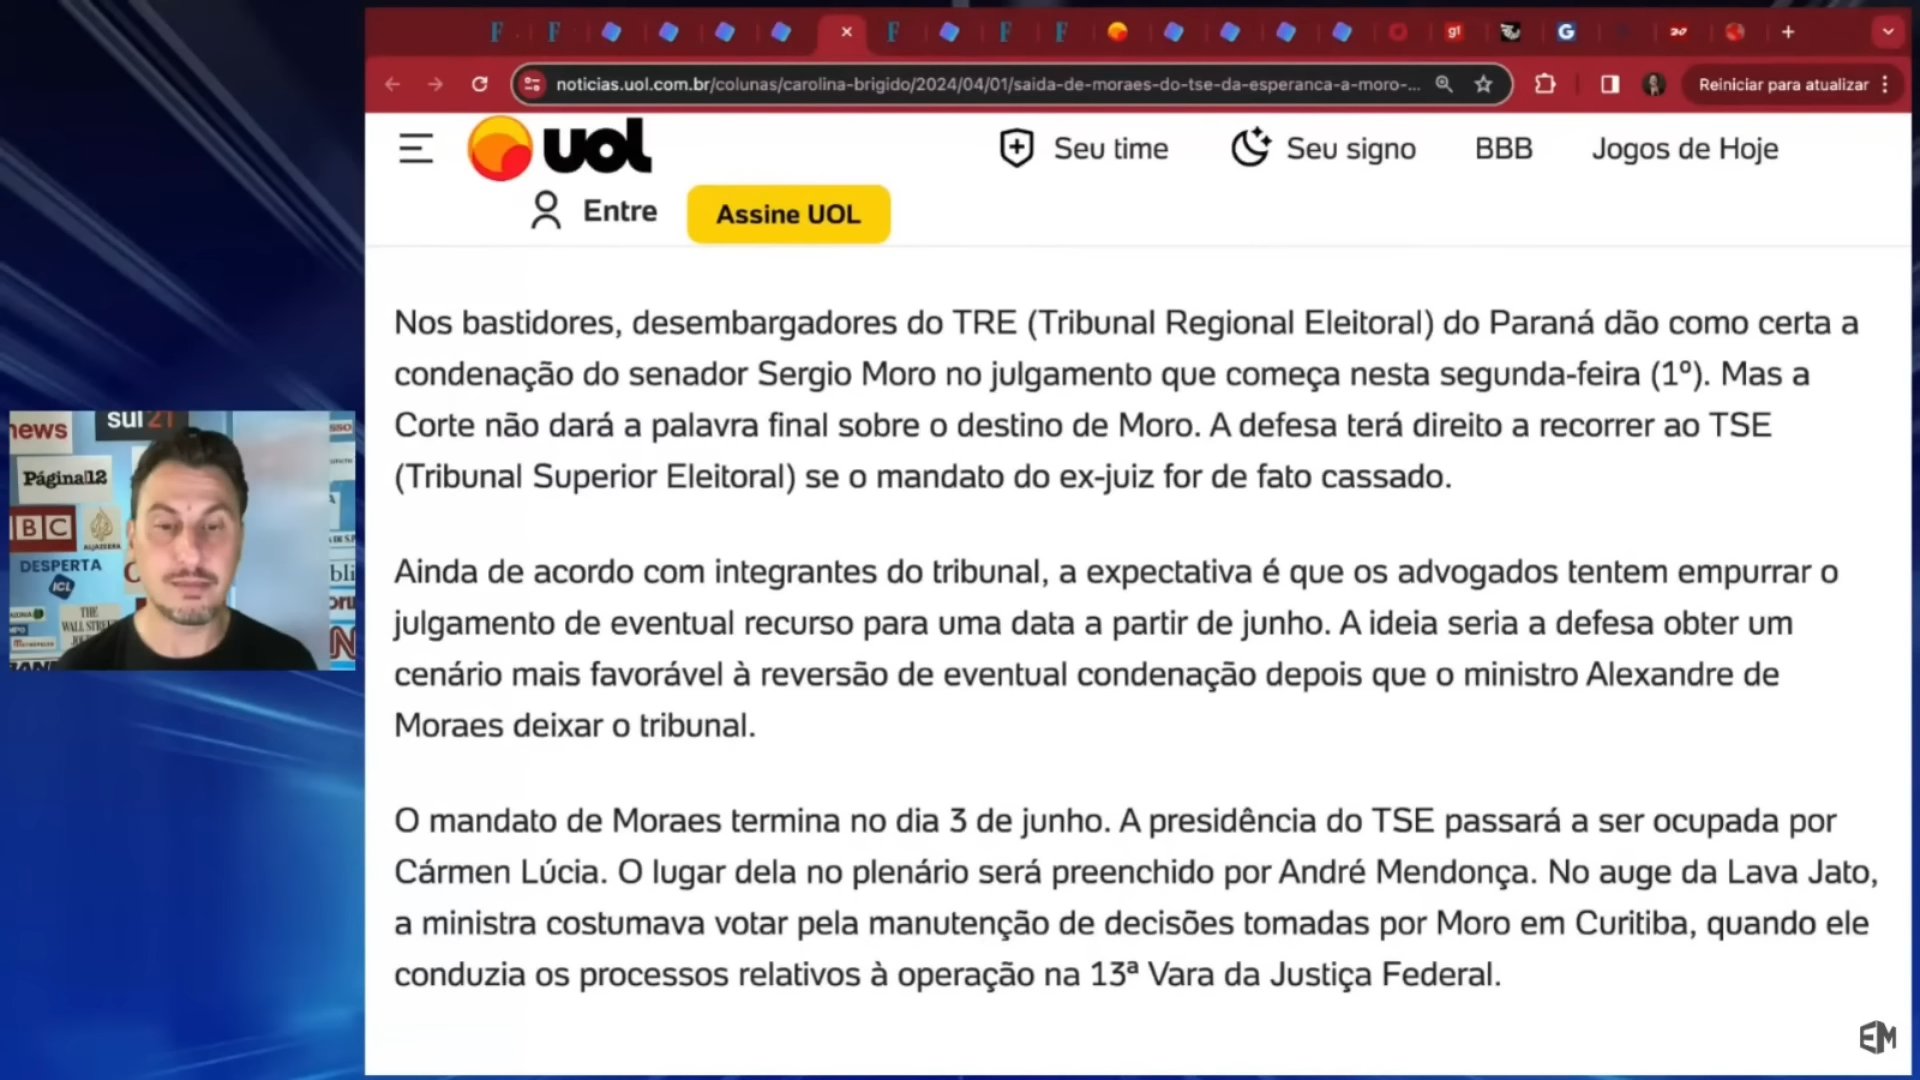 g1
G
noticias.uol.com.br/colunas/carolina-brigido/2024/04/01/saida-de-moraes-do-tse-da-esperanca-a-moro-...
Reiniciar para atualizar
UOL
Seu time
Seu signo
BBB
Jogos de Hoje
Entre
Assine UOL
Nos bastidores, desembargadores do TRE (Tribunal Regional Eleitoral) do Paraná dão como certa a
condenação do senador Sergio Moro no julgamento que começa nesta segunda-feira (1º). Mas a
Corte não dará a palavra final sobre o destino de Moro. A defesa terá direito a recorrer ao TSE
(Tribunal Superior Eleitoral) se o mandato do ex-juiz for de fato cassado.
Ainda de acordo com integrantes do tribunal, a expectativa é que os advogados tentem empurrar o
julgamento de eventual recurso para uma data a partir de junho. A ideia seria a defesa obter um
cenário mais favorável à reversão de eventual condenação depois que o ministro Alexandre de
Moraes deixar o tribunal.
O mandato de Moraes termina no dia 3 de junho. A presidência do TSE passará a ser ocupada por
Cármen Lúcia. O lugar dela no plenário será preenchido por André Mendonça. No auge da Lava Jato,
a ministra costumava votar pela manutenção de decisões tomadas por Moro em Curitiba, quando ele
conduzia os processos relativos à operação na 13ª Vara da Justiça Federal.
news
sul 21
Página12
BBC
ALJAZEERA
DESPERTA
ICL
THE
WALL STREE
EM